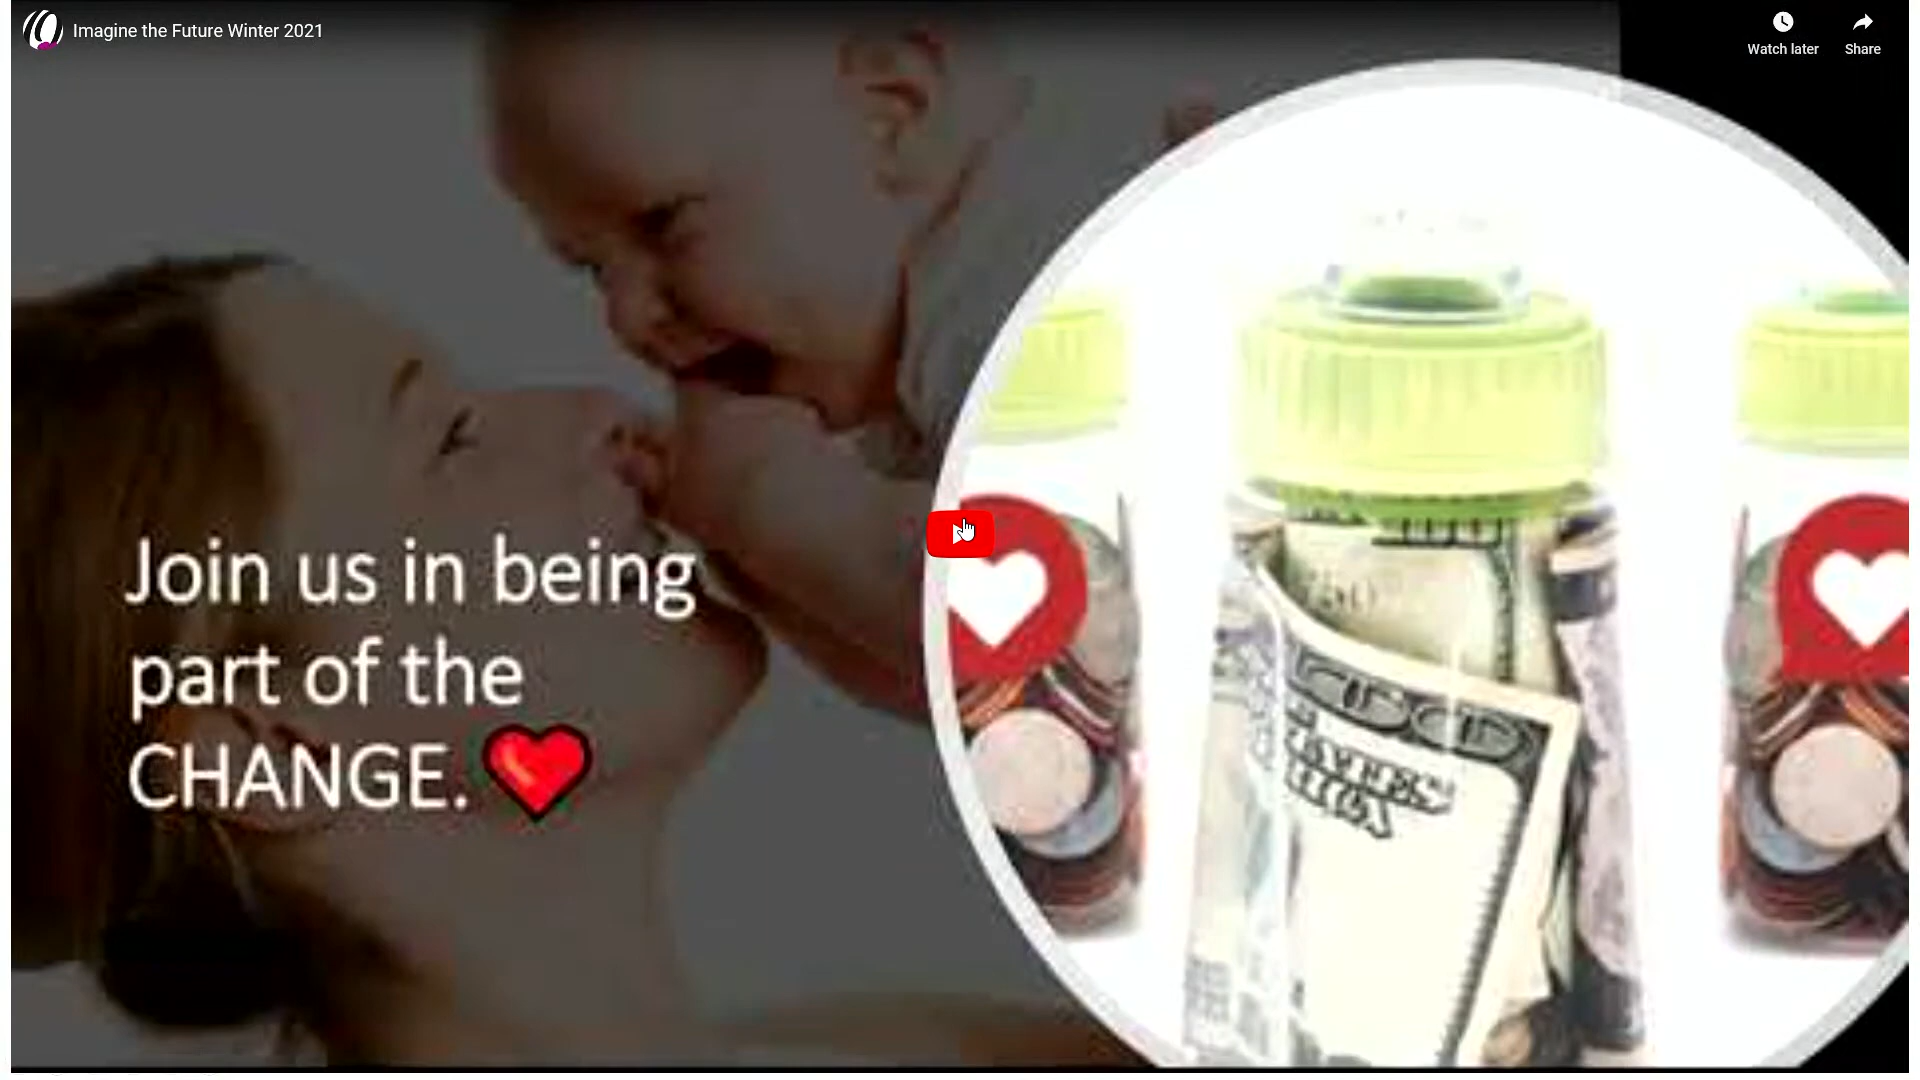 Imagine the Future Winter 2021
Watch later
Share
Join us in being
part of the
CHANGE.